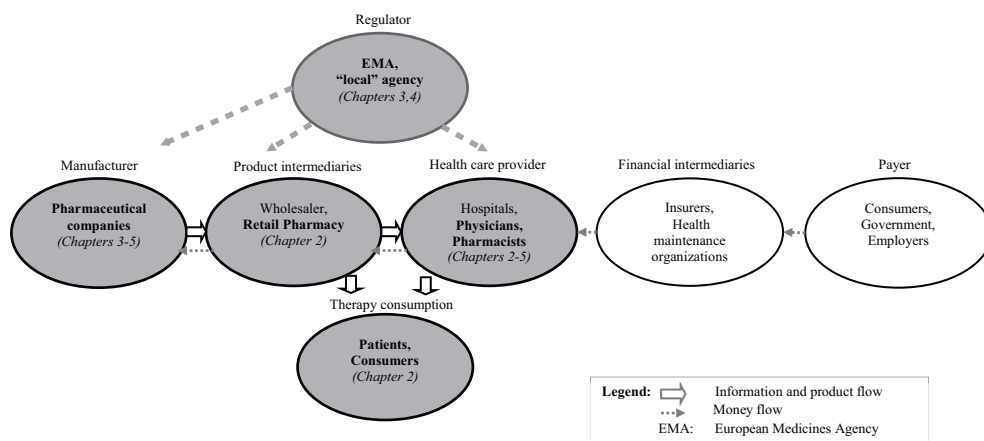 Regulator
EMA,
“local” agency
(Chapters 3,4)
Manufacturer
Product intermediaries
Health care provider
Financial intermediaries
Payer
Pharmaceutical
companies
(Chapters 3-5)
Wholesaler,
Retail Pharmacy
(Chapter 2)
Hospitals,
Physicians,
Pharmacists
(Chapters 2-5)
Insurers,
Health
maintenance
organizations
Consumers,
Government,
Employers
Therapy consumption
Patients,
Consumers
(Chapter 2)
Legend: Information and product flow
Money flow
EMA: European Medicines Agency